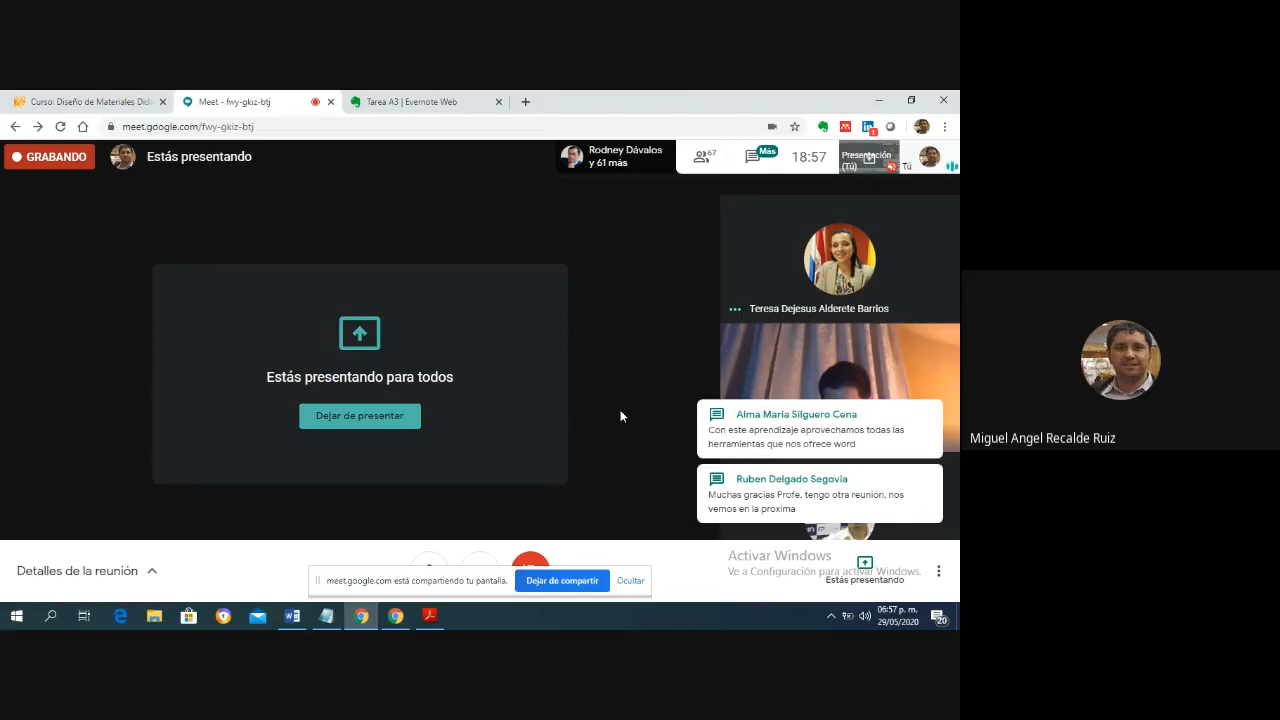 Curso: Diseño de Materiales Did
Meet - fwy-gkiz-btj
Tarea A3 | Evernote Web
meet.google.com/fwy-gkiz-btj
1
GRABANDO
Estás presentando
Rodney Dávalos
y 61 más
67
Más
18:57
Presentación
(Tú)
Tú
Teresa Dejesus Alderete Barrios
Estás presentando para todos
Dejar de presentar
Alma Maria Silguero Cena
Con este aprendizaje aprovechamos todas las
herramientas que nos ofrece word
Ruben Delgado Segovia
Muchas gracias Profe, tengo otra reunión, nos
vemos en la proxima
Miguel Angel Recalde Ruiz
Detalles de la reunión
meet.google.com está compartiendo tu pantalla.
Dejar de compartir
Ocultar
Activar Windows
Ve a Configuración para activar Windows.
Estás presentando
06:57 p. m.
29/05/2020
20